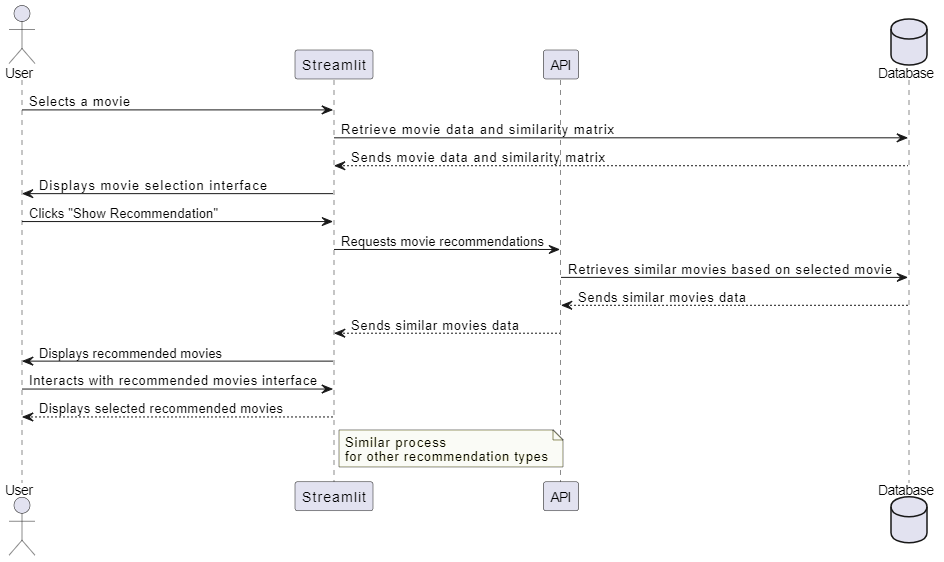 User
Streamlit
API
Database
Selects a movie
Retrieve movie data and similarity matrix
Sends movie data and similarity matrix
Displays movie selection interface
Clicks "Show Recommendation"
Requests movie recommendations
Retrieves similar movies based on selected movie
Sends similar movies data
Sends similar movies data
Displays recommended movies
Interacts with recommended movies interface
Displays selected recommended movies
Similar process
for other recommendation types
User
Streamlit
API
Database